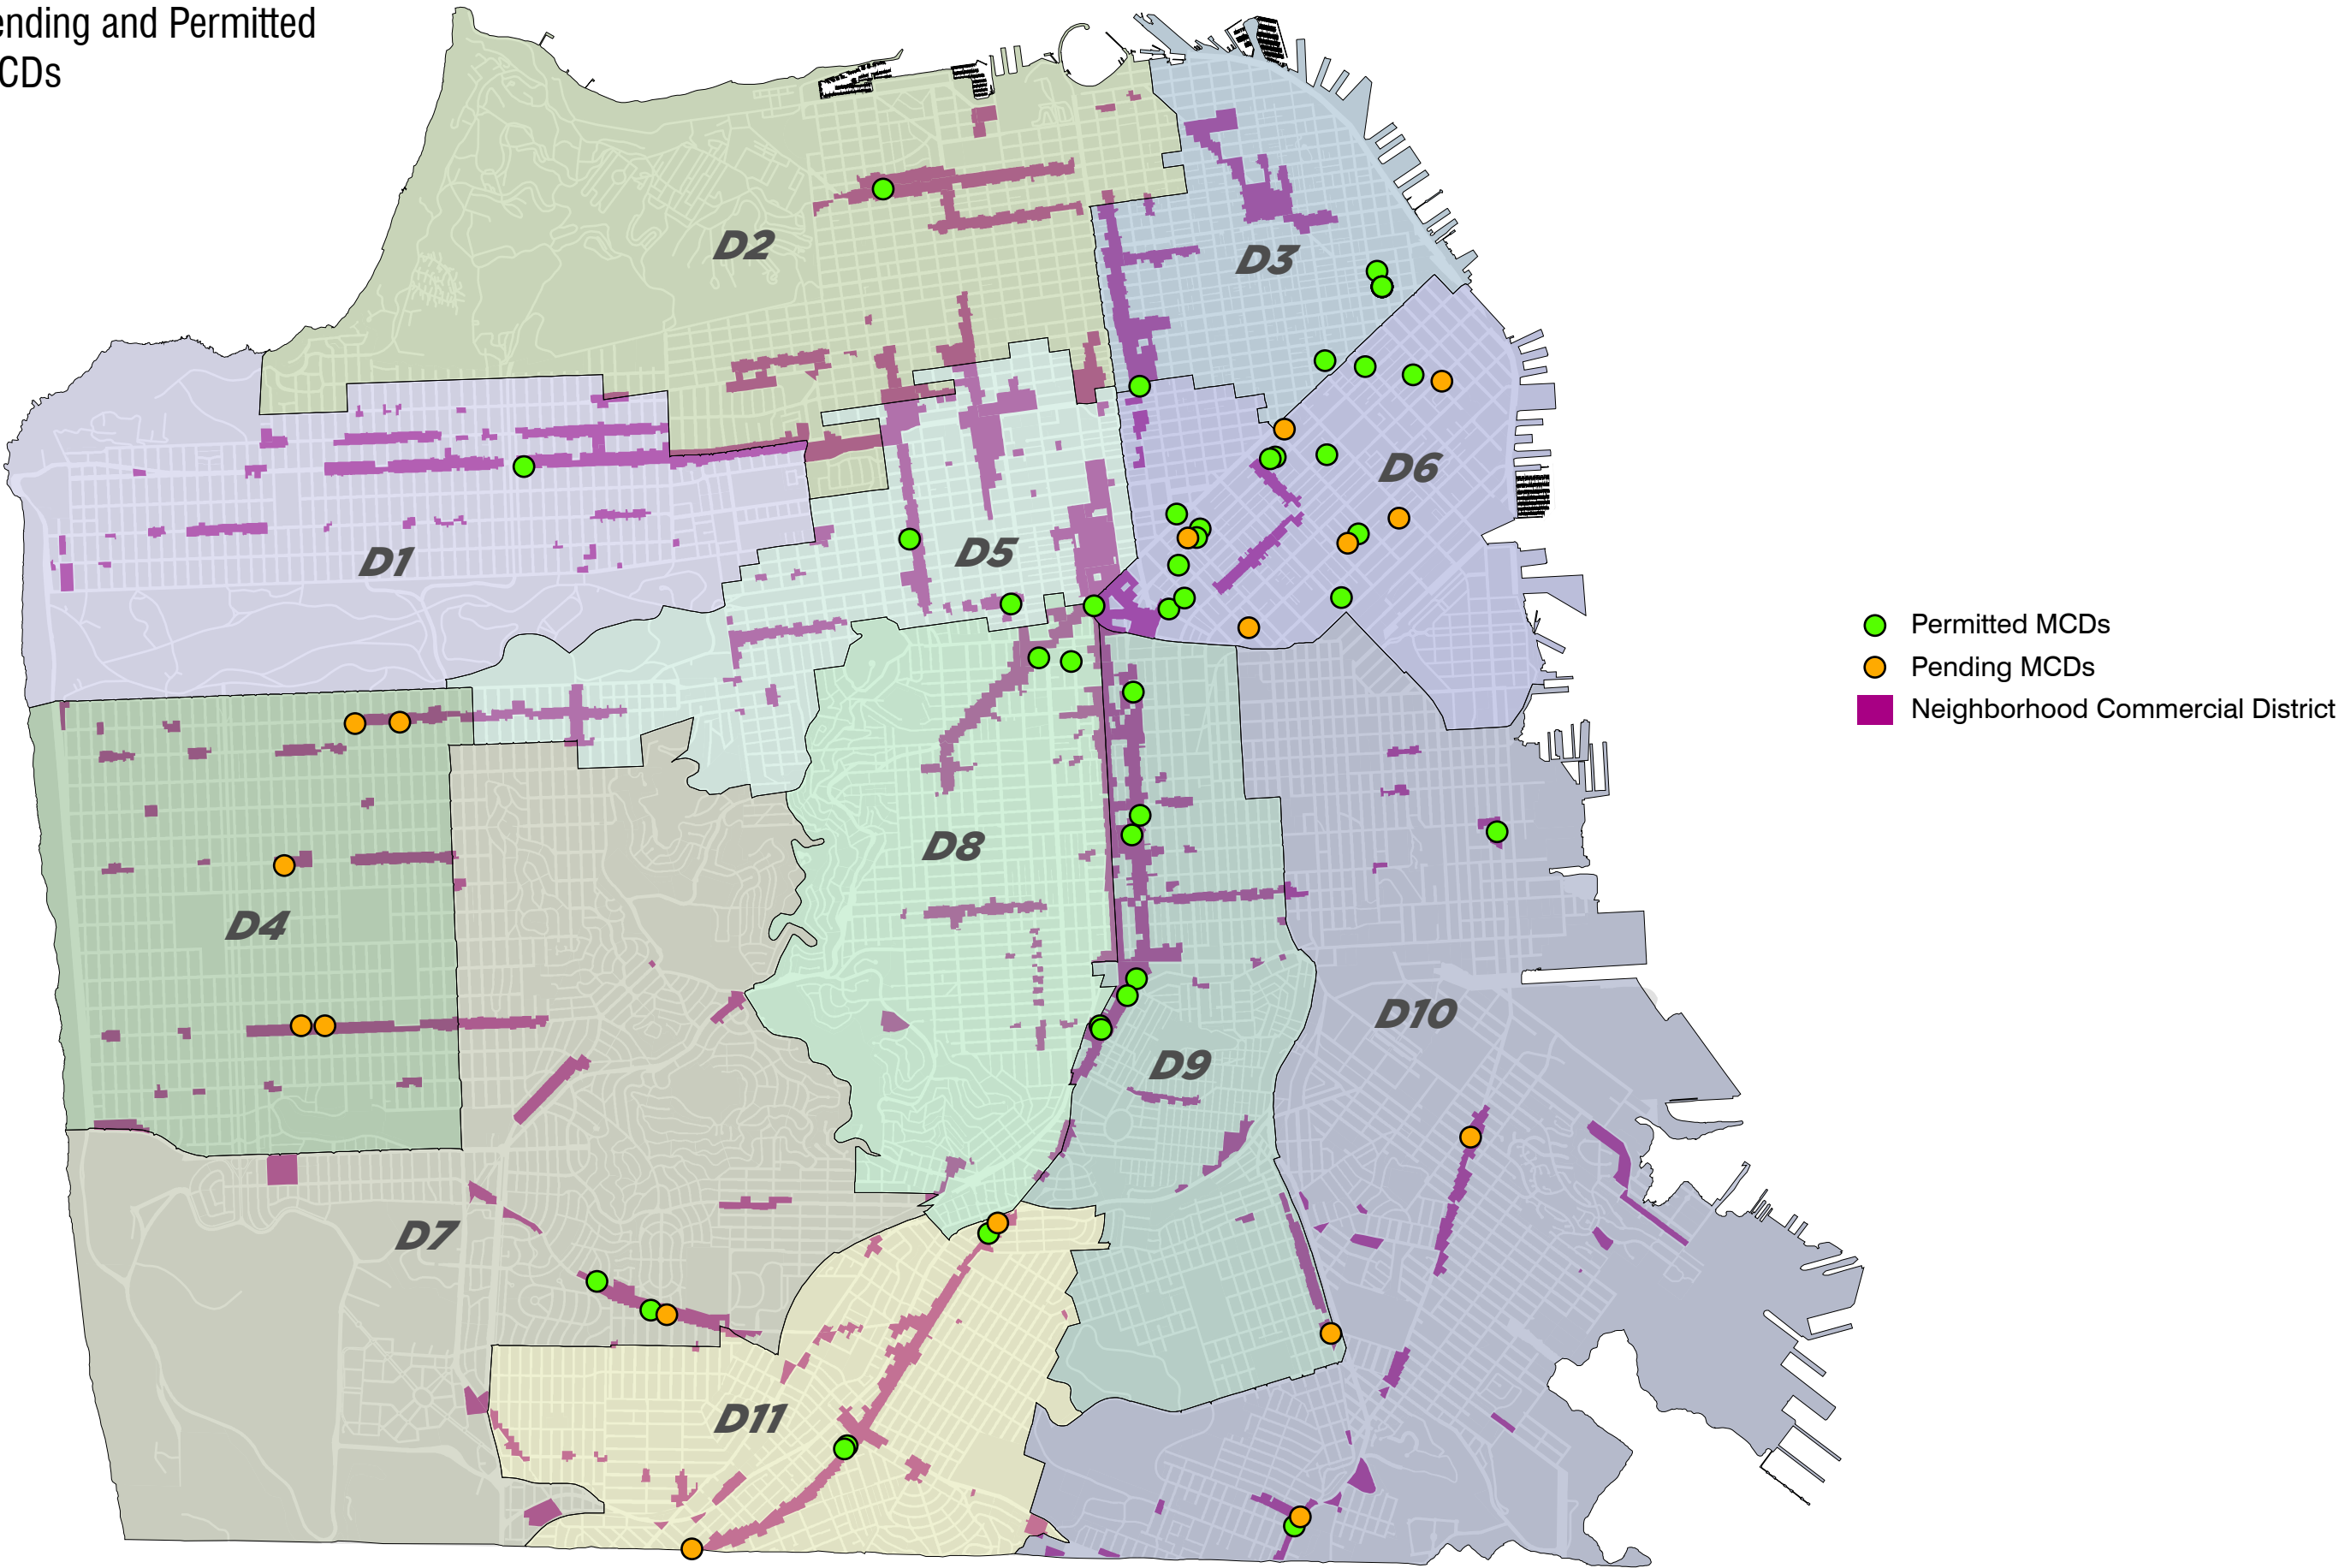 ending and Permitted
CDs
D2
D3
D6
D5
D1
D8
D4
D10
D9
D7
D11
Permitted MCDs
Pending MCDs
Neighborhood Commercial District